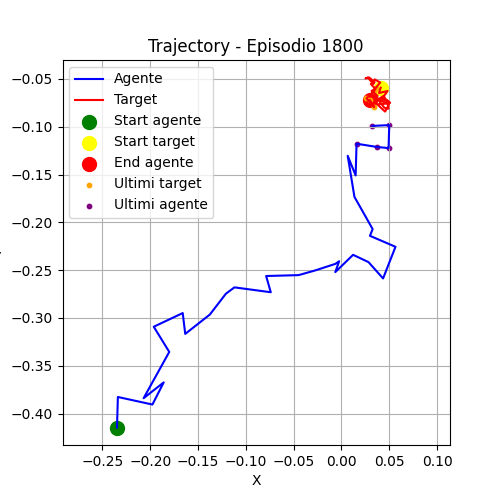 Trajectory - Episodio 1800
Agente
Target
Start agente
Start target
End agente
Ultimi target
Ultimi agente
−0.05
−0.10
−0.15
−0.20
−0.25
−0.30
−0.35
−0.40
−0.25 −0.20 −0.15 −0.10 −0.05 0.00 0.05 0.10
X